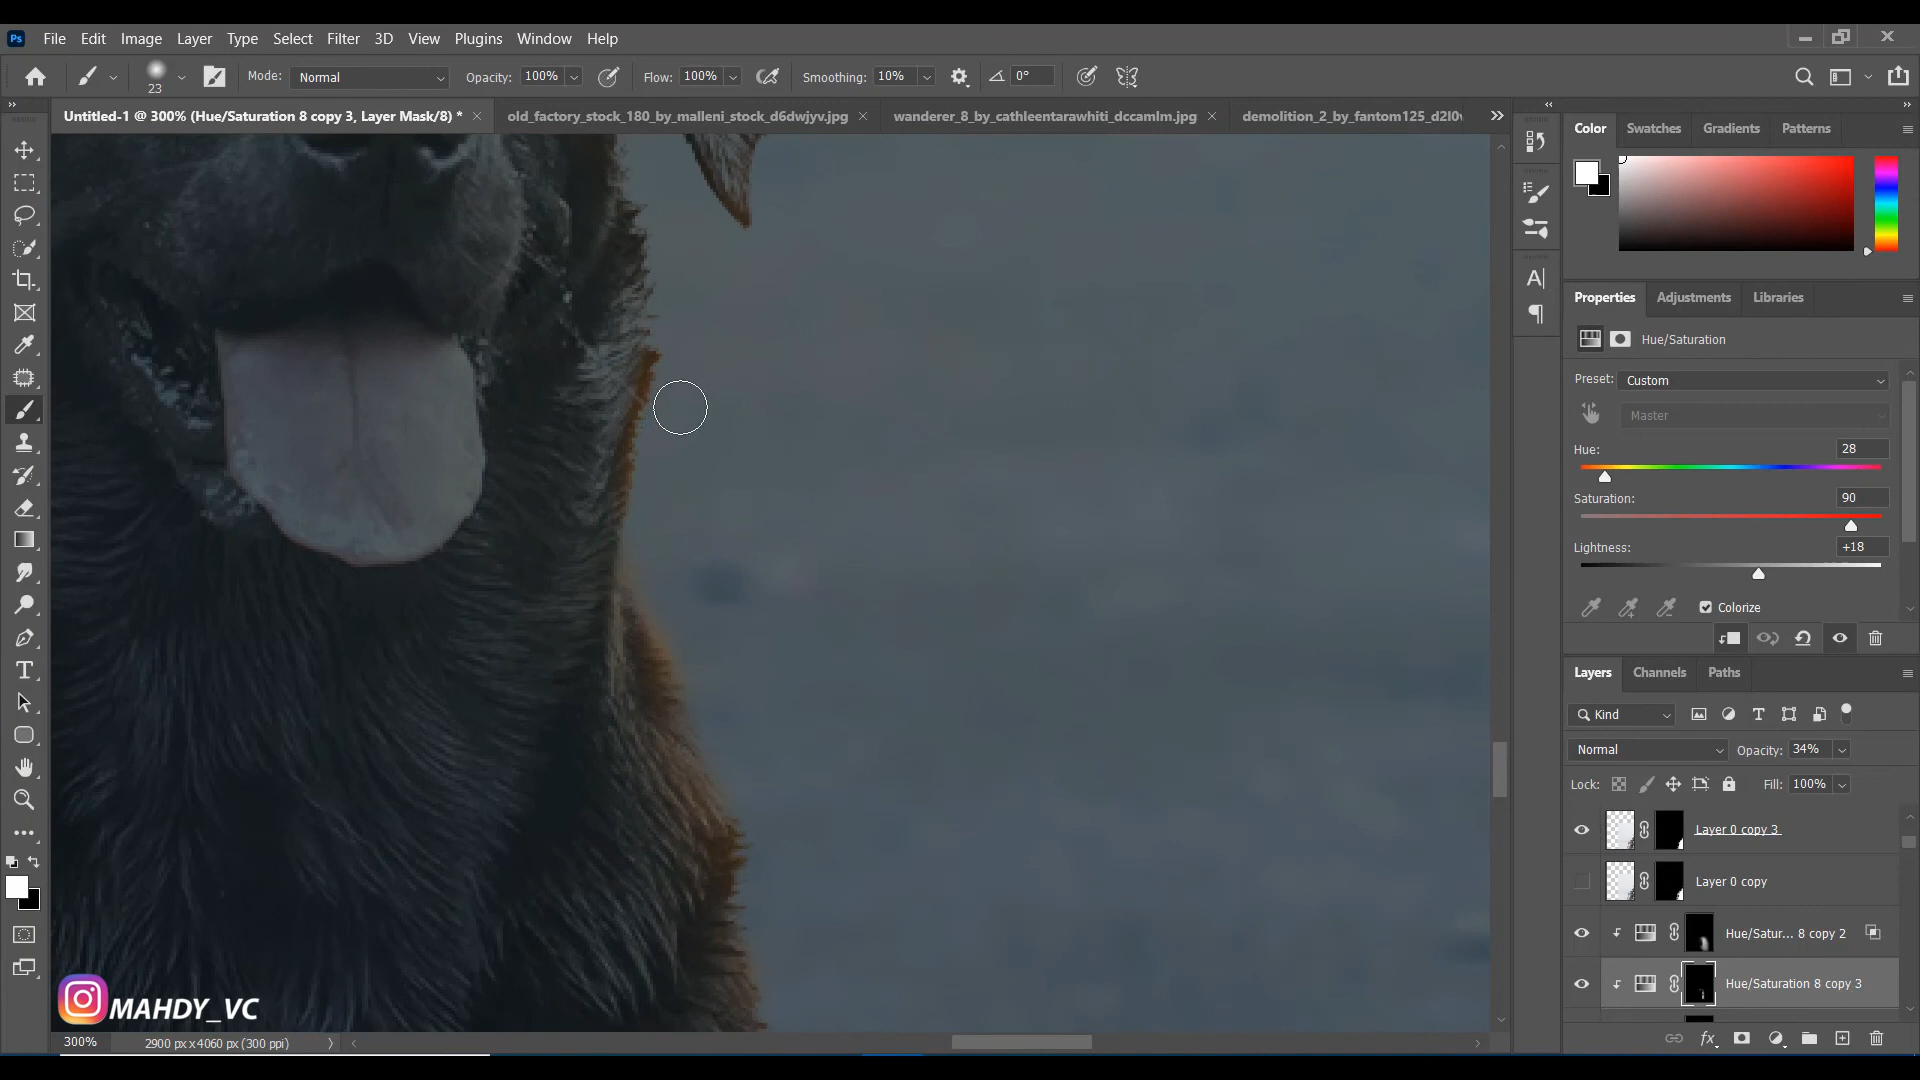 Ps File Edit Image Layer Type Select Filter 3D View Plugins Window Help
23 Mode: Normal Opacity: 100% Flow: 100% Smoothing: 10% 0°
Untitled-1 @ 300% (Hue/Saturation 8 copy 3, Layer Mask/8) * old_factory_stock_180_by_malleni_stock_d6dwjyv.jpg wanderer_8_by_cathleentarawhiti_dccamlm.jpg demolition_2_by_fantom125_d2l0v
Color Swatches Gradients Patterns
Properties Adjustments Libraries
Hue/Saturation
Preset: Custom
Master
Hue: 28
Saturation: 90
Lightness: +18
Colorize
Layers Channels Paths
Kind
Normal Opacity: 34%
Lock: Fill: 100%
Layer 0 copy 3
Layer 0 copy
Hue/Satur... 8 copy 2
Hue/Saturation 8 copy 3
MAHDY_VC
300% 2900 px x 4060 px (300 ppi)